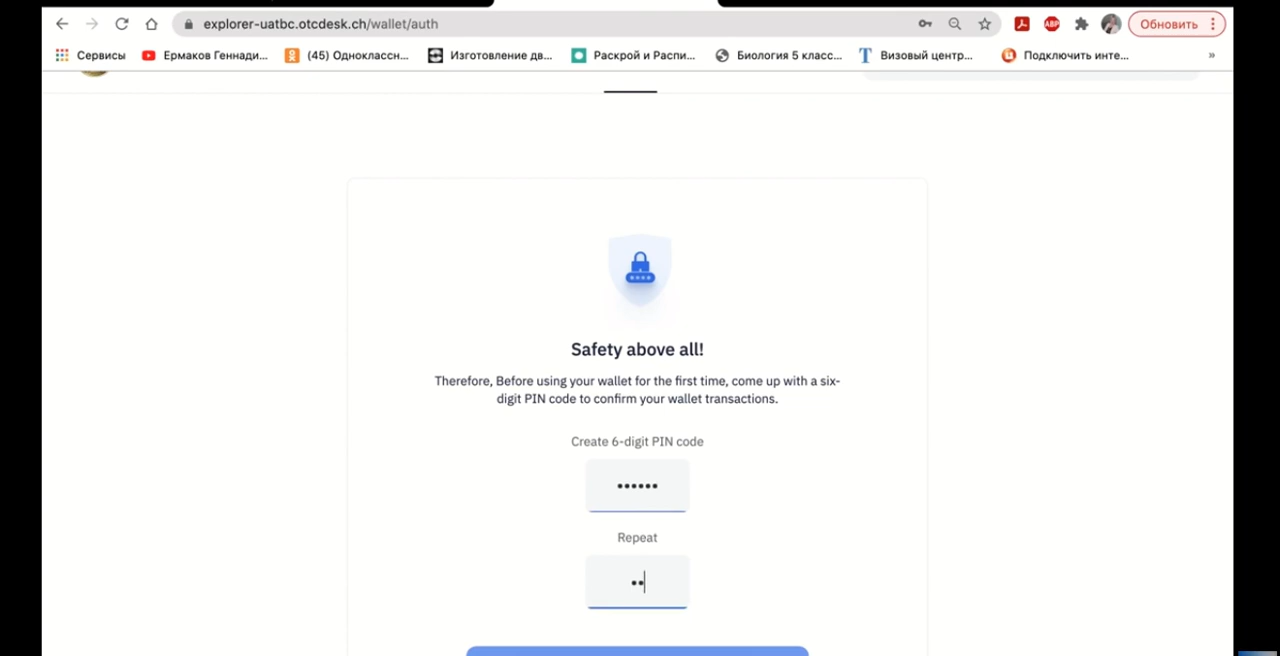 explorer-uatbc.otcdesk.ch/wallet/auth
ABP
Обновить
Сервисы
Ермаков Геннади...
(45) Одноклассн...
Изготовление дв...
Раскрой и Распи...
Биология 5 класс...
T
Визовый центр...
Подключить инте...
»
Safety above all!
Therefore, Before using your wallet for the first time, come up with a six-
digit PIN code to confirm your wallet transactions.
Create 6-digit PIN code
••••••
Repeat
••